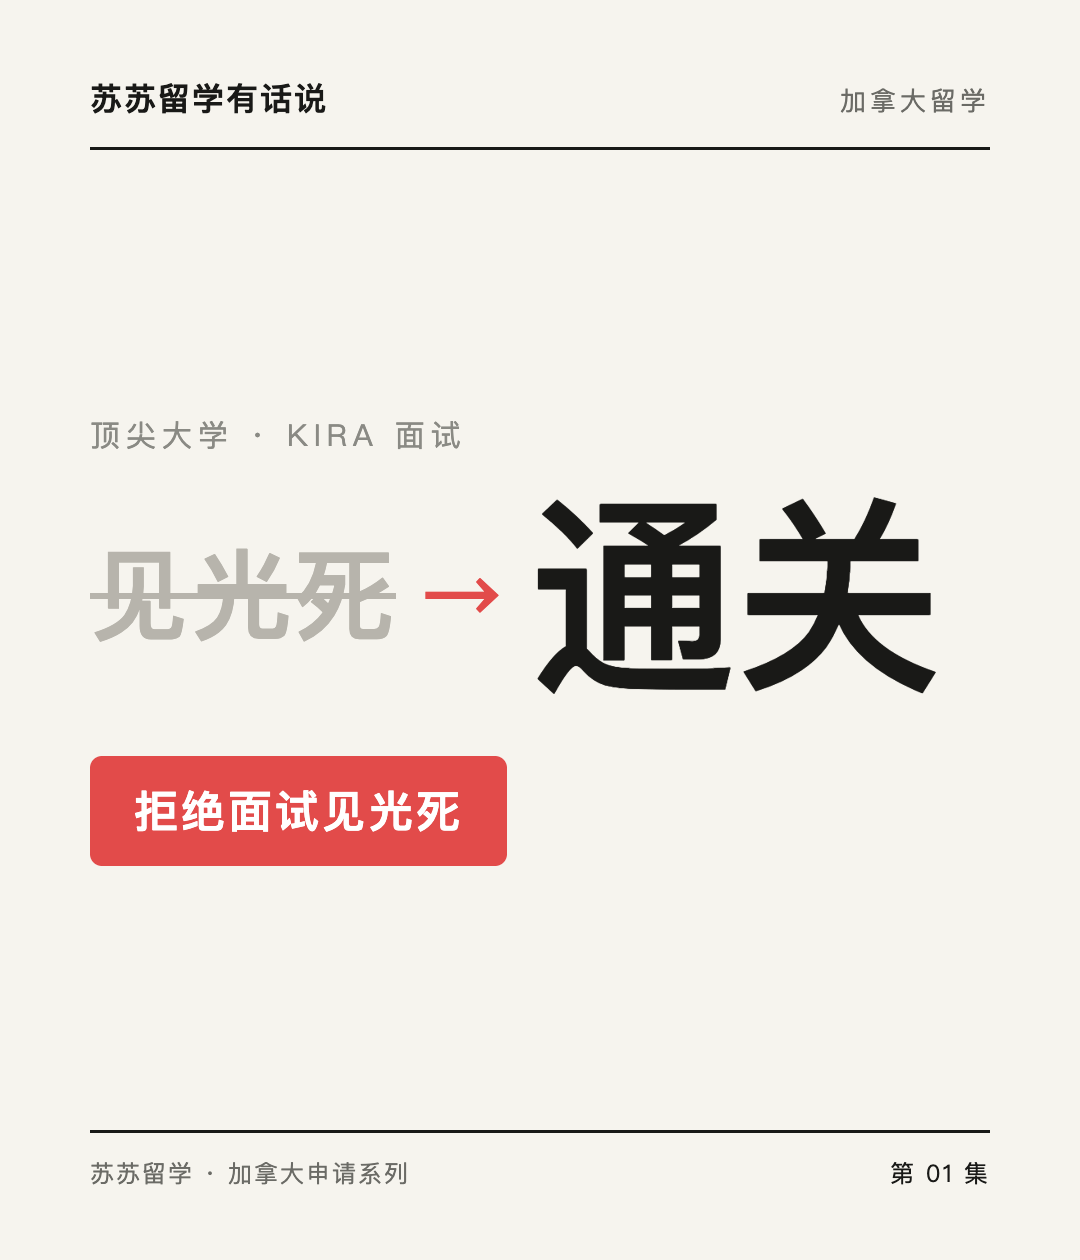 苏苏留学有话说
加拿大留学
顶尖大学 · KIRA 面试
见光死 → 通关
拒绝面试见光死
苏苏留学 · 加拿大申请系列
第 01 集